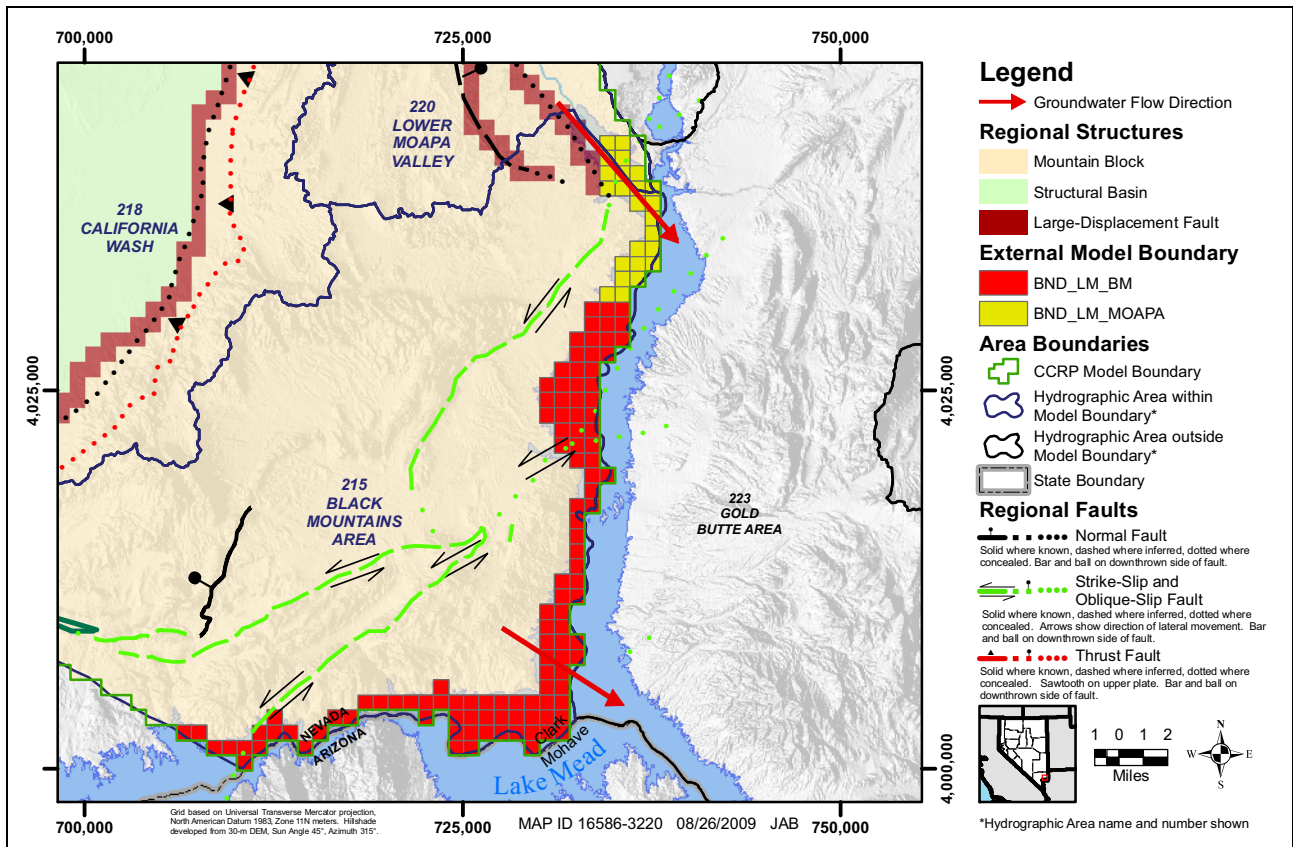 700,000
725,000
750,000
220
LOWER
MOAPA
VALLEY
218
CALIFORNIA
WASH
4,025,000
4,025,000
215
BLACK
MOUNTAINS
AREA
223
GOLD
BUTTE AREA
NEVADA
ARIZONA
Clark
Mohave
Lake Mead
4,000,000
Grid based on Universal Transverse Mercator projection,
North American Datum 1983, Zone 11N meters. Hillshade
developed from 30-m DEM, Sun Angle 45°, Azimuth 315°.
MAP ID 16586-3220 08/26/2009 JAB
700,000
725,000
750,000
Legend
Groundwater Flow Direction
Regional Structures
Mountain Block
Structural Basin
Large-Displacement Fault
External Model Boundary
BND_LM_BM
BND_LM_MOAPA
Area Boundaries
CCRP Model Boundary
Hydrographic Area within
Model Boundary*
Hydrographic Area outside
Model Boundary*
State Boundary
Regional Faults
Normal Fault
Solid where known, dashed where inferred, dotted where
concealed. Bar and ball on downthrown side of fault.
Strike-Slip and
Oblique-Slip Fault
Solid where known, dashed where inferred, dotted where
concealed. Arrows show direction of lateral movement. Bar
and ball on downthrown side of fault.
Thrust Fault
Solid where known, dashed where inferred, dotted where
concealed. Sawtooth on upper plate. Bar and ball on
downthrown side of fault.
1 0 1 2
Miles
N
W E
S
*Hydrographic Area name and number shown